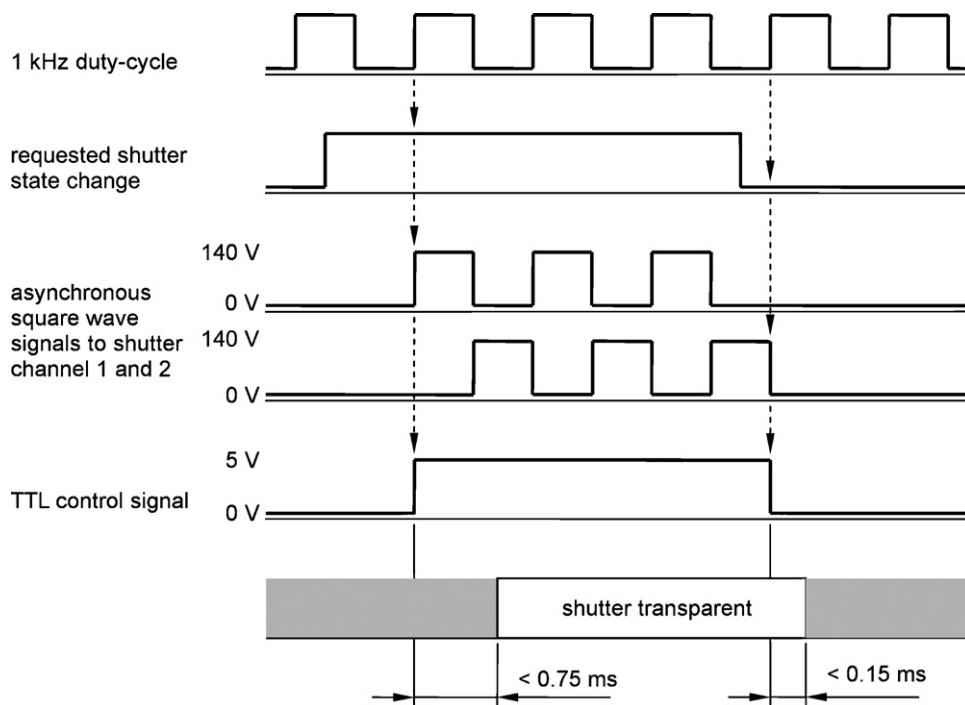 1 kHz duty-cycle
requested shutter
state change
140 V
0 V
asynchronous
square wave
signals to shutter
channel 1 and 2
140 V
0 V
5 V
TTL control signal
0 V
shutter transparent
< 0.75 ms
< 0.15 ms